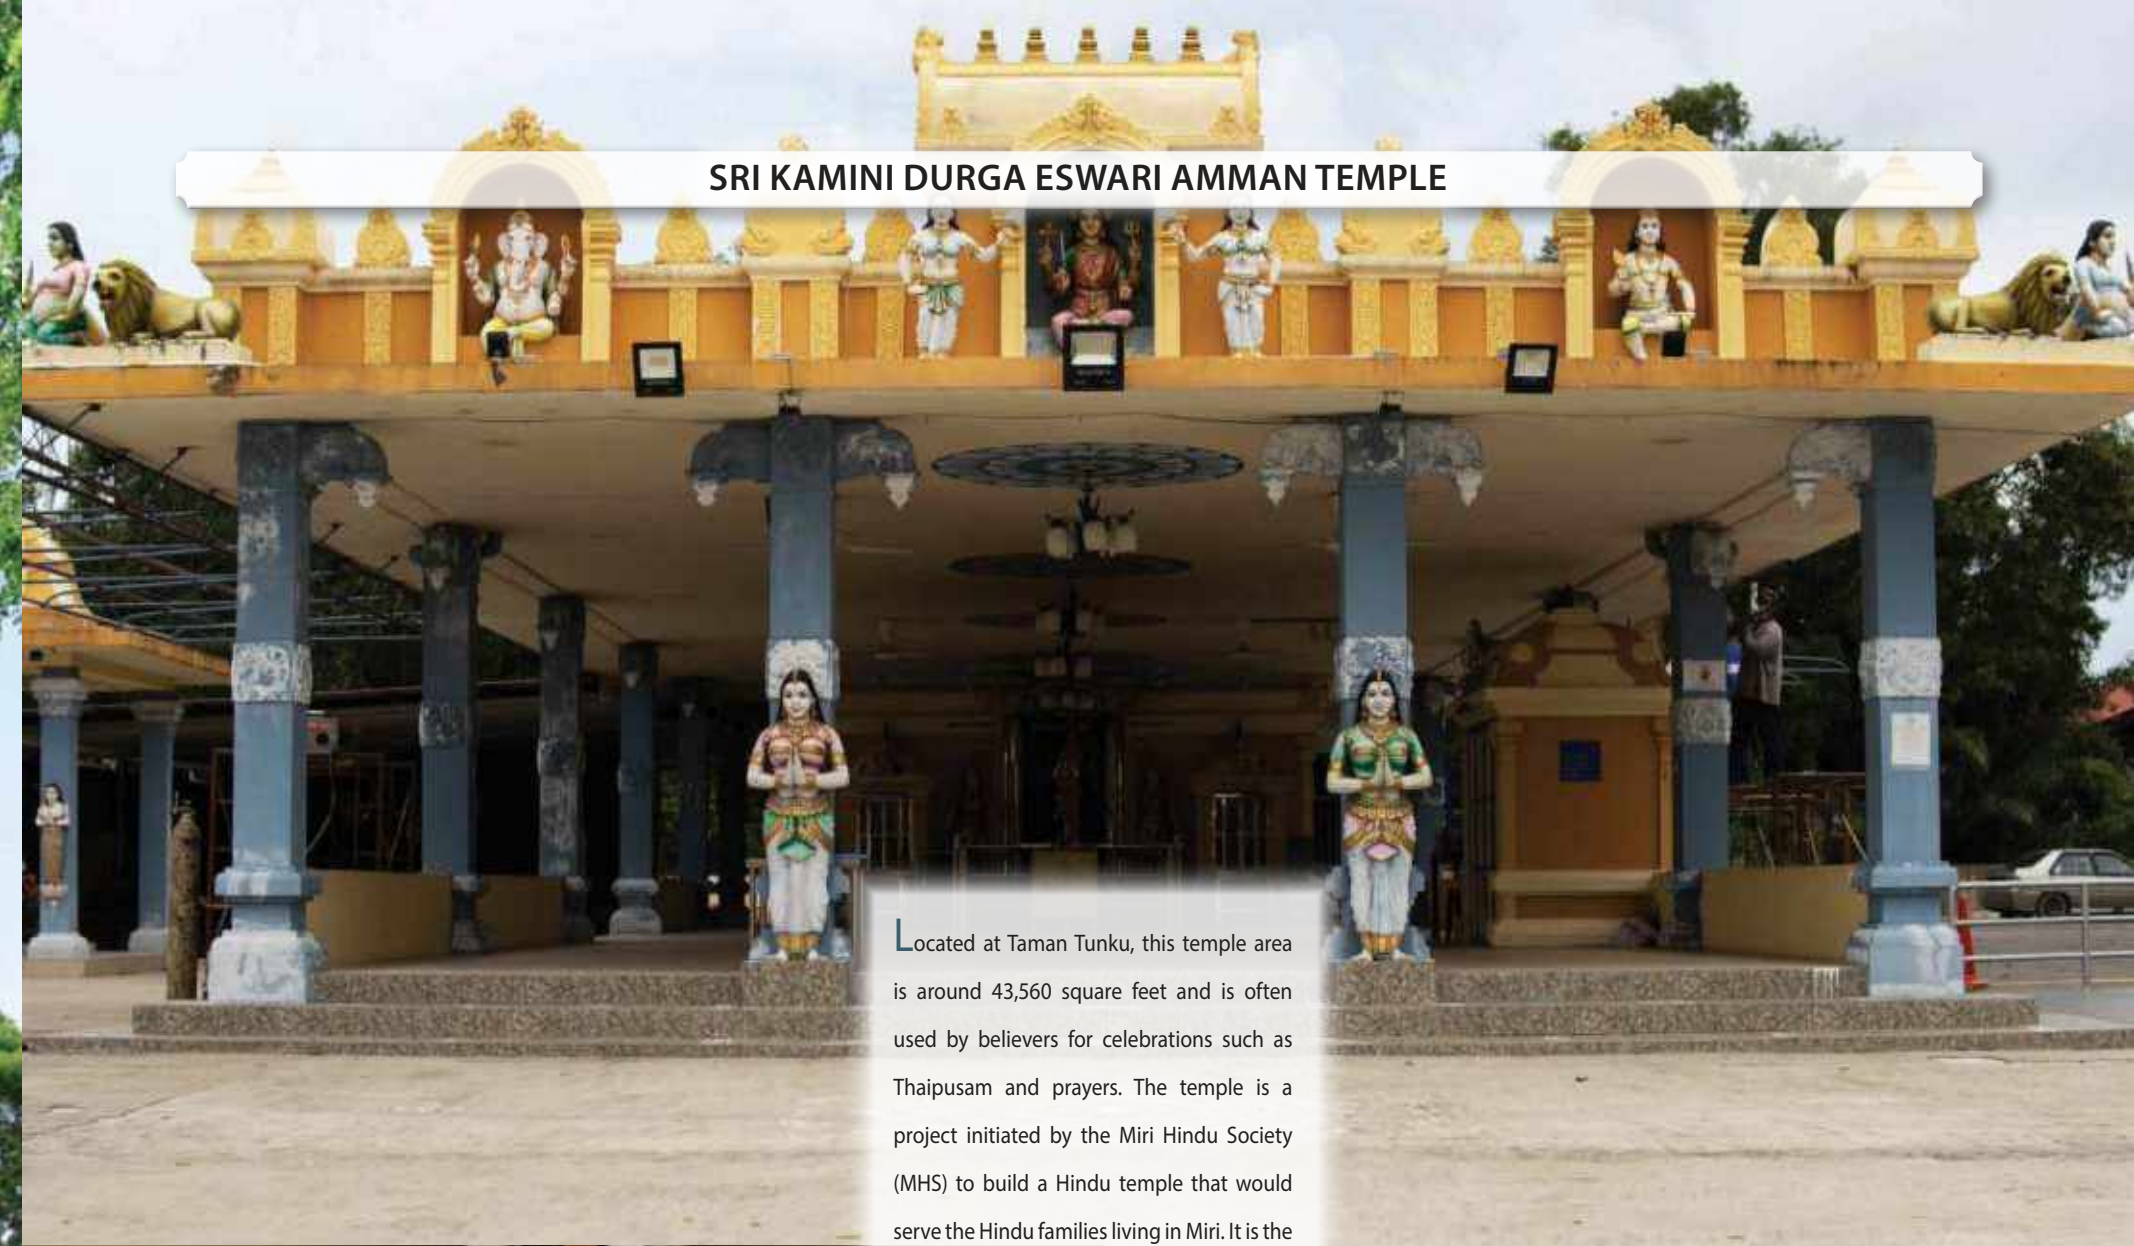 SRI KAMINI DURGA ESWARI AMMAN TEMPLE
Located at Taman Tunku, this temple area
is around 43,560 square feet and is often
used by believers for celebrations such as
Thaipusam and prayers. The temple is a
project initiated by the Miri Hindu Society
(MHS) to build a Hindu temple that would
serve the Hindu families living in Miri. It is the